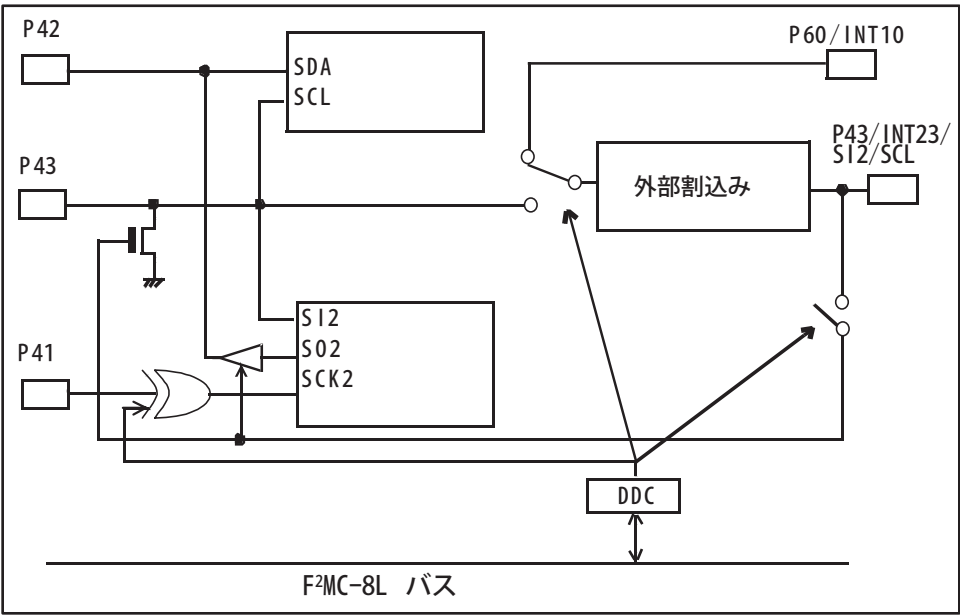 P42
P60/INT10
SDA
SCL
P43/INT23/
SI2/SCL
P43
外部割込み
SI2
SO2
SCK2
P41
DDC
F²MC-8L バス